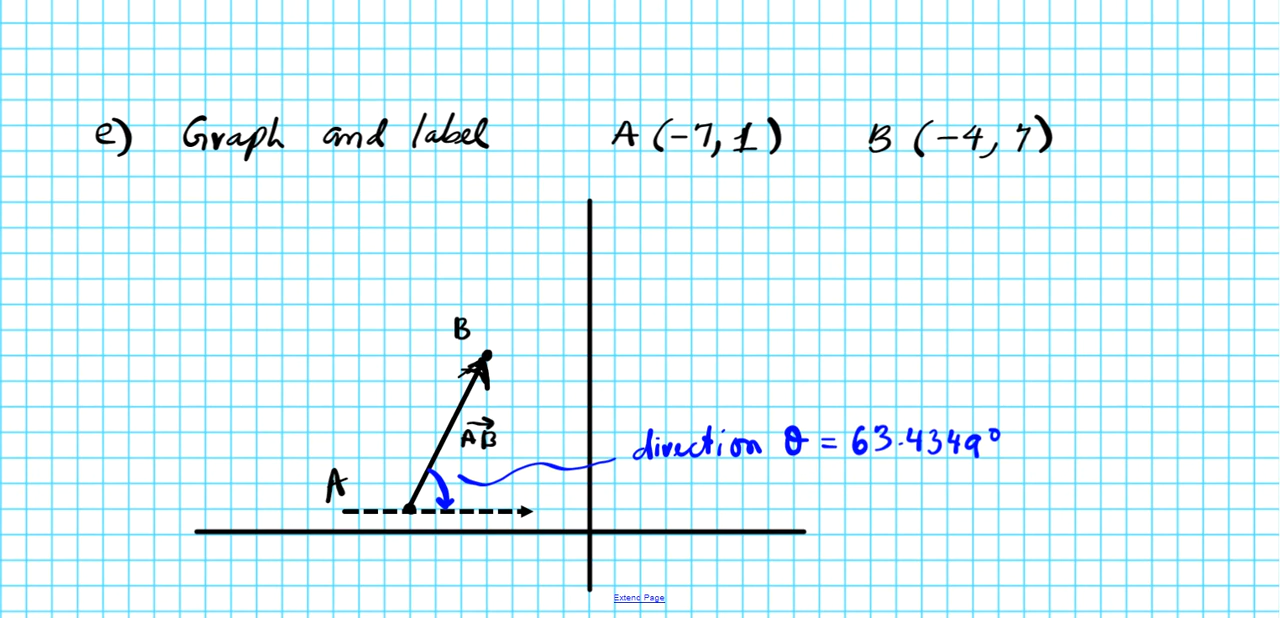 e) Graph and label A (-7, 1) B (-4, 7)
B
AB
direction θ = 63.4349°
A
Extend Page